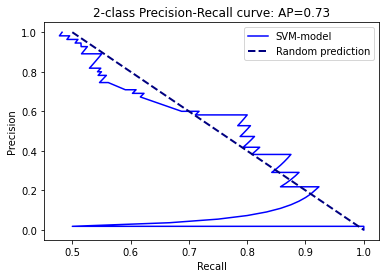 2-class Precision-Recall curve: AP=0.73
SVM-model
Random prediction
Precision
1.0
0.8
0.6
0.4
0.2
0.0
0.5
0.6
0.7
0.8
0.9
1.0
Recall